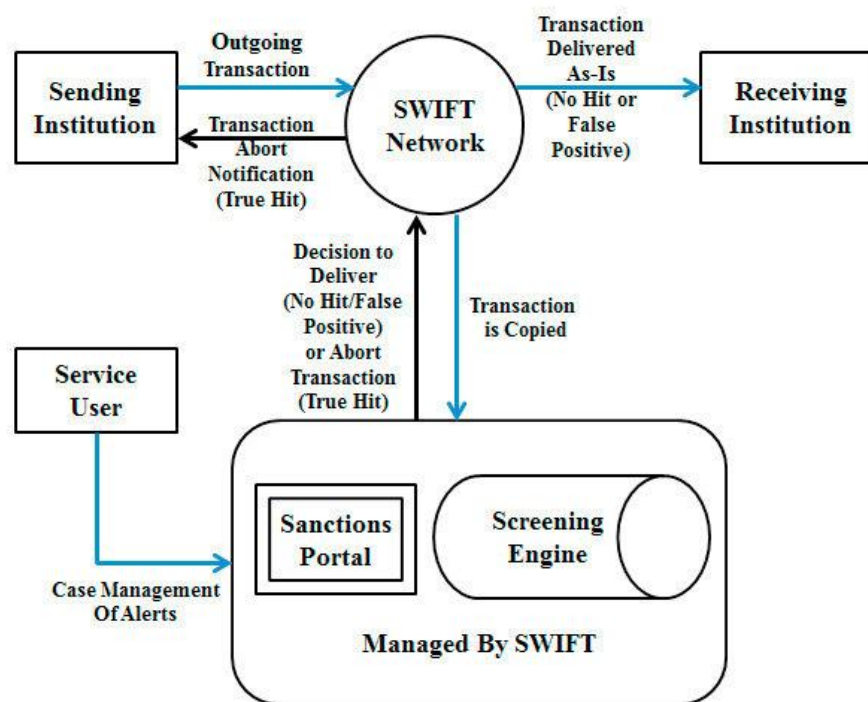 Outgoing
Transaction
Sending
Institution
Transaction
Abort
Notification
(True Hit)
SWIFT
Network
Transaction
Delivered
As-Is
(No Hit or
False
Positive)
Receiving
Institution
Decision to
Deliver
(No Hit/False
Positive)
or Abort
Transaction
(True Hit)
Transaction
is Copied
Service
User
Case Management
Of Alerts
Sanctions
Portal
Screening
Engine
Managed By SWIFT